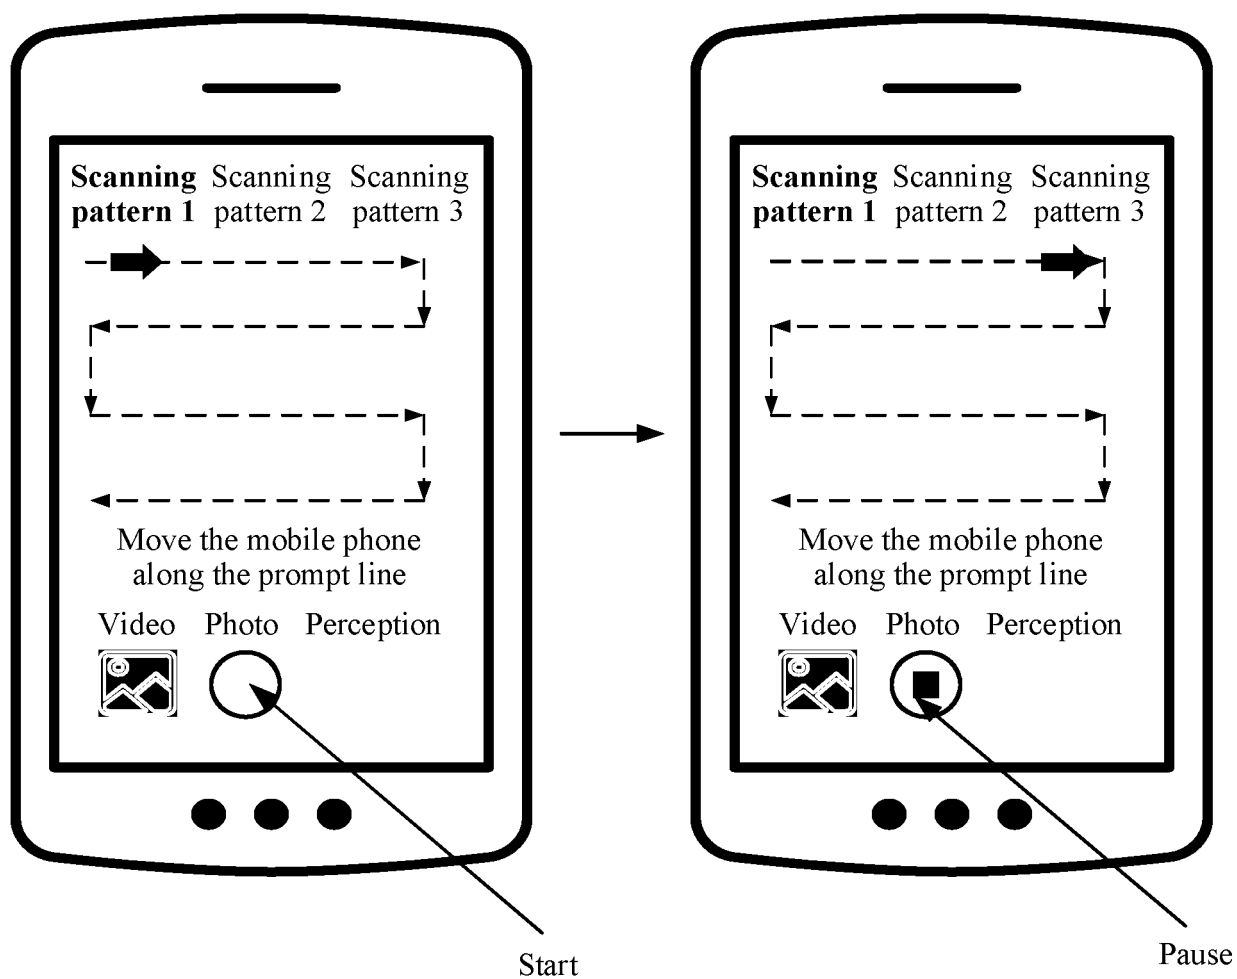 Scanning Scanning Scanning
pattern 1 pattern 2 pattern 3
Move the mobile phone
along the prompt line
Video Photo Perception
Start
Scanning Scanning Scanning
pattern 1 pattern 2 pattern 3
Move the mobile phone
along the prompt line
Video Photo Perception
Pause